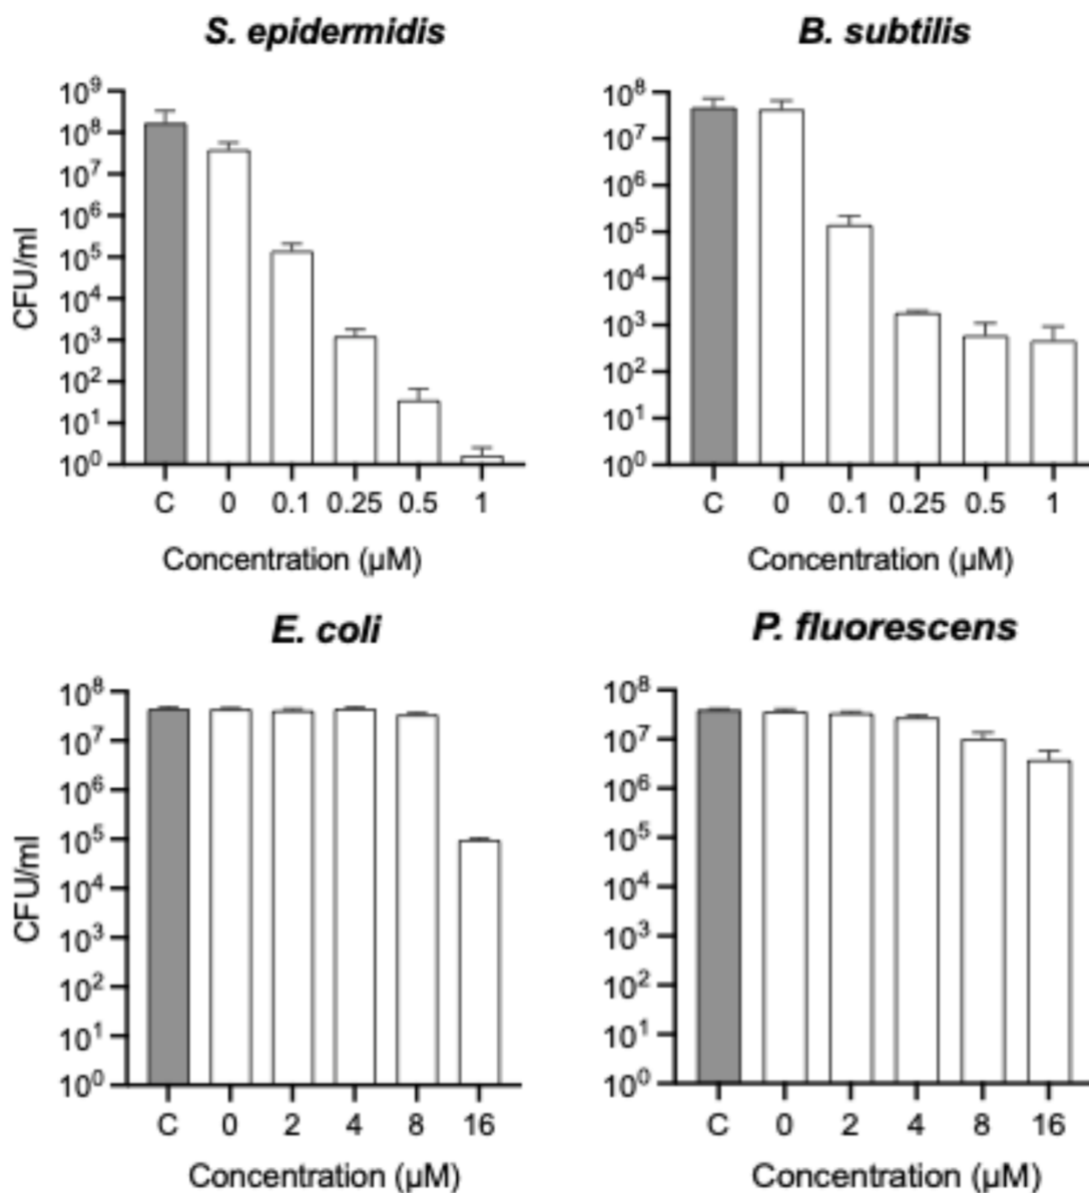 S. epidermidis
CFU/ml
10⁹
10⁸
10⁷
10⁶
10⁵
10⁴
10³
10²
10¹
10⁰
C 0 0.1 0.25 0.5 1
Concentration (µM)
B. subtilis
10⁸
10⁷
10⁶
10⁵
10⁴
10³
10²
10¹
10⁰
C 0 0.1 0.25 0.5 1
Concentration (µM)
E. coli
CFU/ml
10⁸
10⁷
10⁶
10⁵
10⁴
10³
10²
10¹
10⁰
C 0 2 4 8 16
Concentration (µM)
P. fluorescens
10⁸
10⁷
10⁶
10⁵
10⁴
10³
10²
10¹
10⁰
C 0 2 4 8 16
Concentration (µM)